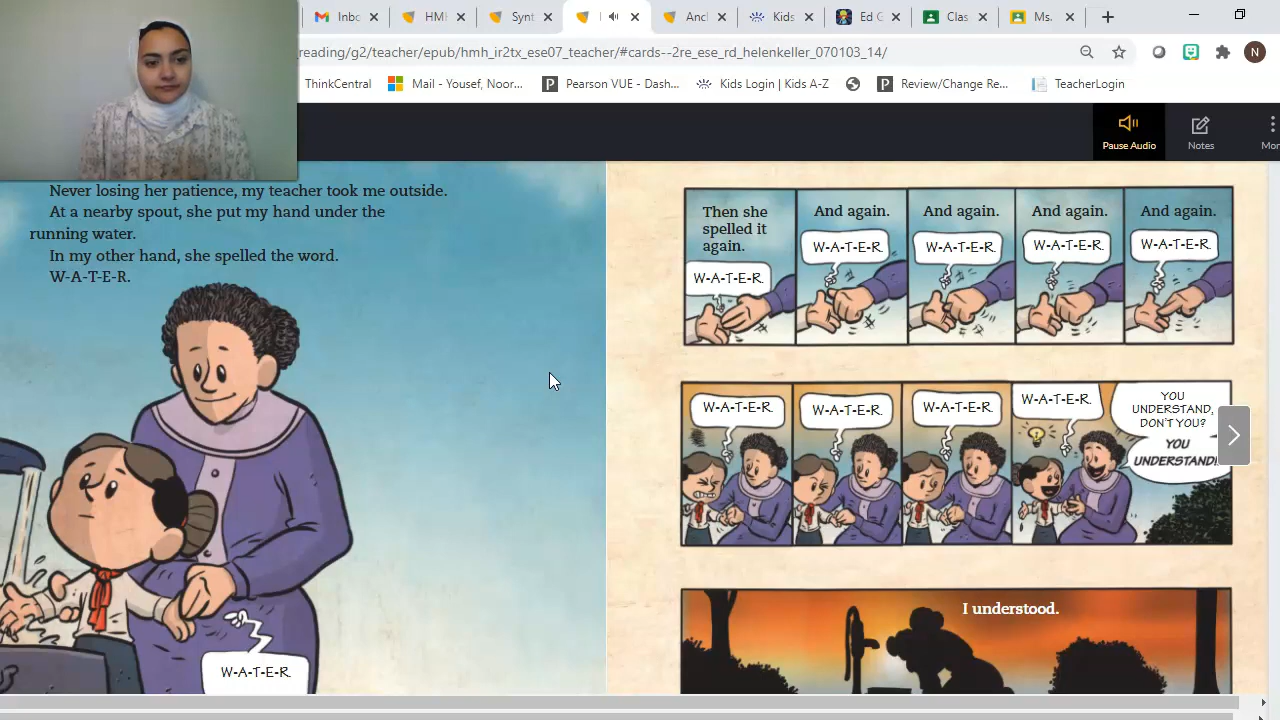 Inbo
HMH
Synt
Ancl
Kids
Ed G
Clas
Ms.
reading/g2/teacher/epub/hmh_ir2tx_ese07_teacher/#cards--2re_ese_rd_helenkeller_070103_14/
N
ThinkCentral
Mail - Yousef, Noor...
Pearson VUE - Dash...
Kids Login | Kids A-Z
Review/Change Re...
TeacherLogin
Pause Audio
Notes
Mor
Never losing her patience, my teacher took me outside.
At a nearby spout, she put my hand under the
running water.
In my other hand, she spelled the word.
W-A-T-E-R.
W-A-T-E-R.
Then she
spelled it
again.
W-A-T-E-R.
And again.
W-A-T-E-R.
And again.
W-A-T-E-R.
And again.
W-A-T-E-R.
And again.
W-A-T-E-R.
W-A-T-E-R.
W-A-T-E-R.
W-A-T-E-R.
W-A-T-E-R.
YOU
UNDERSTAND,
DON'T YOU?
YOU
UNDERSTAND!
I understood.